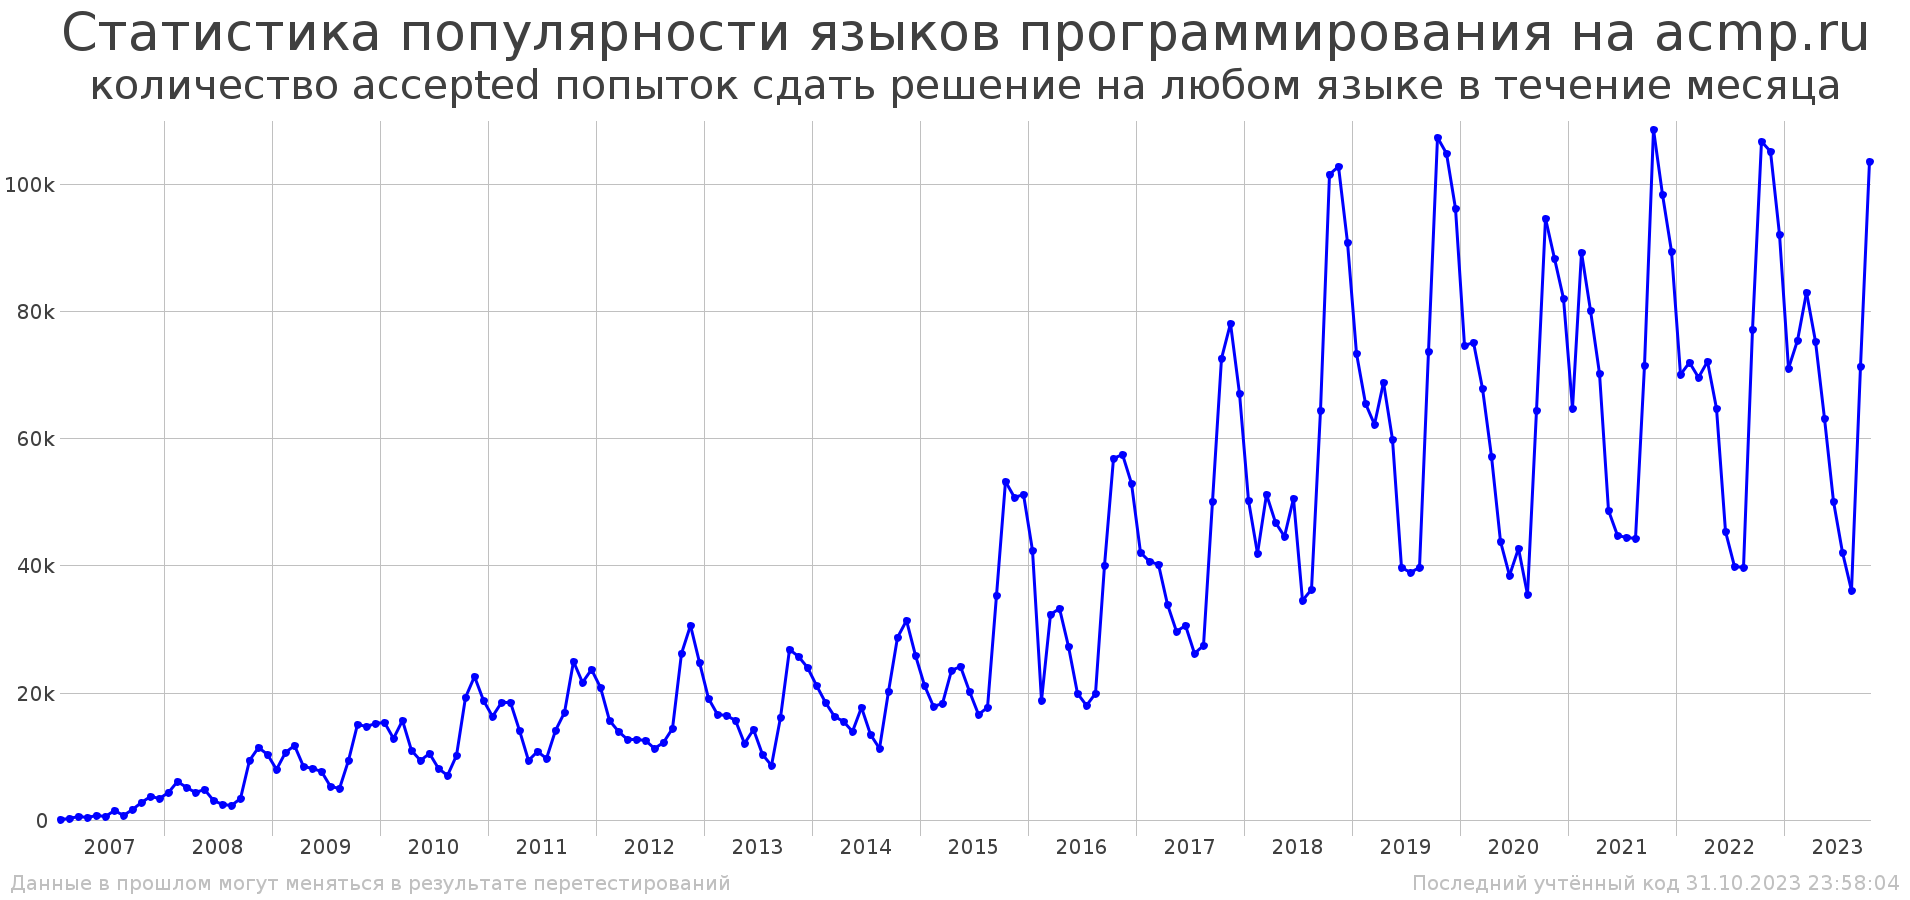 Статистика популярности языков программирования на acmp.ru
количество accepted попыток сдать решение на любом языке в течение месяца
100k
80k
60k
40k
20k
0
2007 2008 2009 2010 2011 2012 2013 2014 2015 2016 2017 2018 2019 2020 2021 2022 2023
Данные в прошлом могут меняться в результате перетестирований
Последний учтённый код 31.10.2023 23:58:04